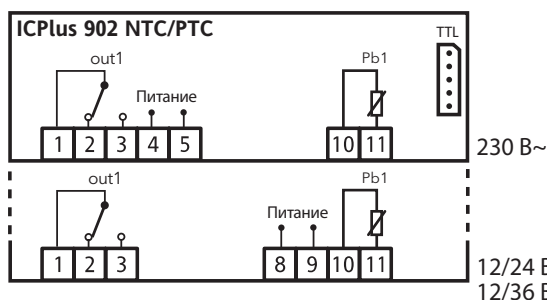 ICPlus 902 NTC/PTC
TTL
out1
Pb1
Питание
1 2 3 4 5 10 11
230 В~
out1
Pb1
Питание
1 2 3 8 9 10 11
12/24 В
12/36 В